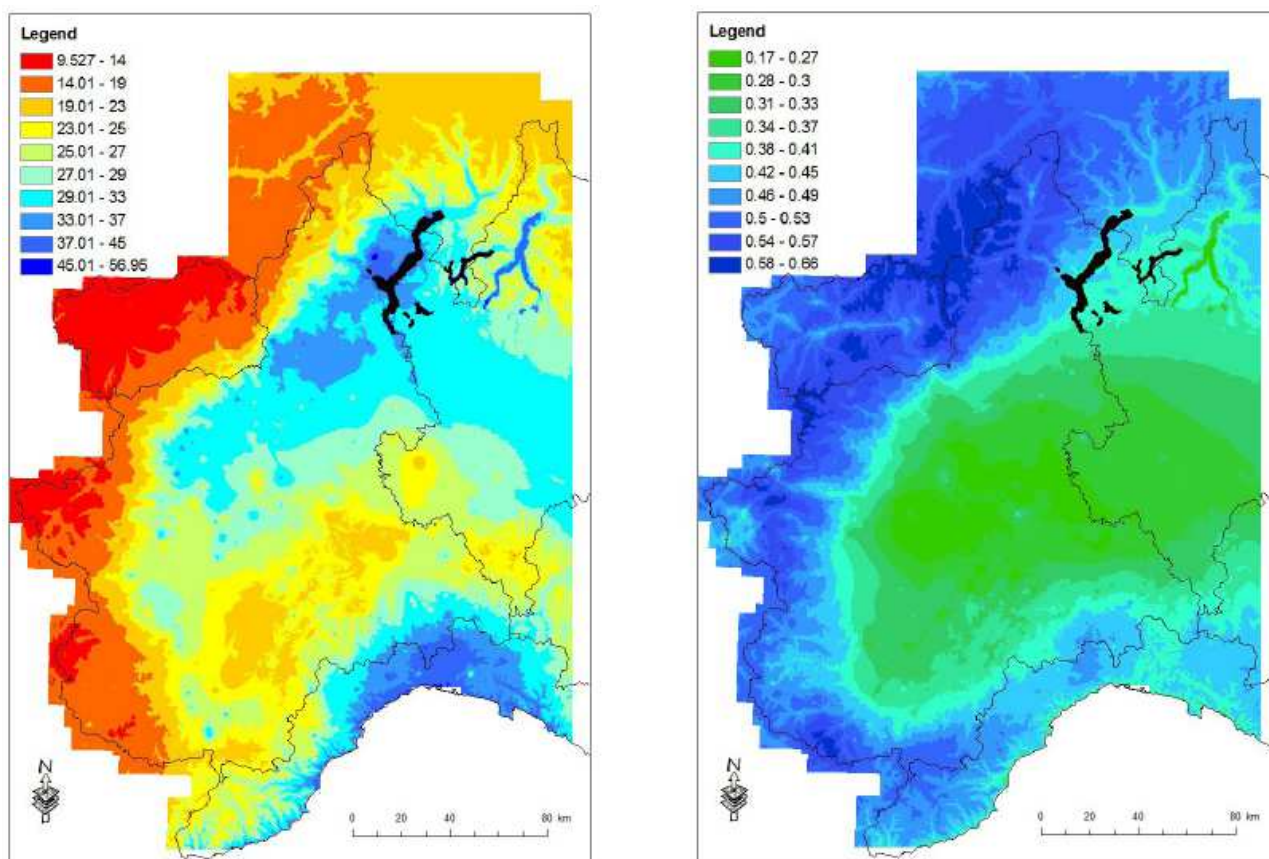 Legend
9.527 - 14
14.01 - 19
19.01 - 23
23.01 - 25
25.01 - 27
27.01 - 29
29.01 - 33
33.01 - 37
37.01 - 45
45.01 - 56.95
N
0 20 40 80 km
Legend
0.17 - 0.27
0.28 - 0.3
0.31 - 0.33
0.34 - 0.37
0.38 - 0.41
0.42 - 0.45
0.46 - 0.49
0.5 - 0.53
0.54 - 0.57
0.58 - 0.66
N
0 20 40 80 km